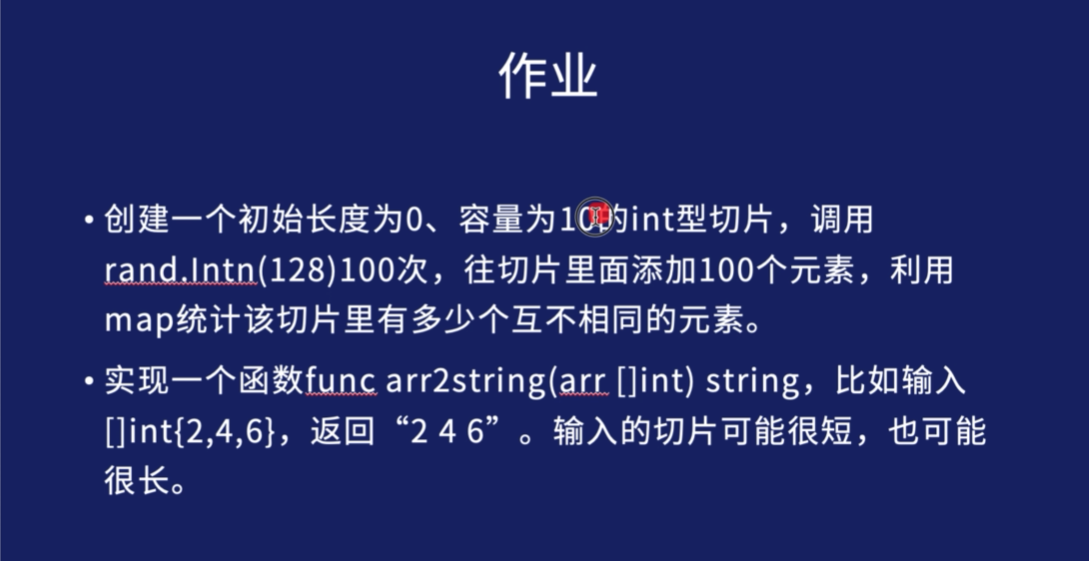 作业
• 创建一个初始长度为0、容量为10的int型切片，调用
rand.Intn(128)100次，往切片里面添加100个元素，利用
map统计该切片里有多少个互不相同的元素。
• 实现一个函数func arr2string(arr []int) string，比如输入
[]int{2,4,6}，返回“2 4 6”。输入的切片可能很短，也可能
很长。